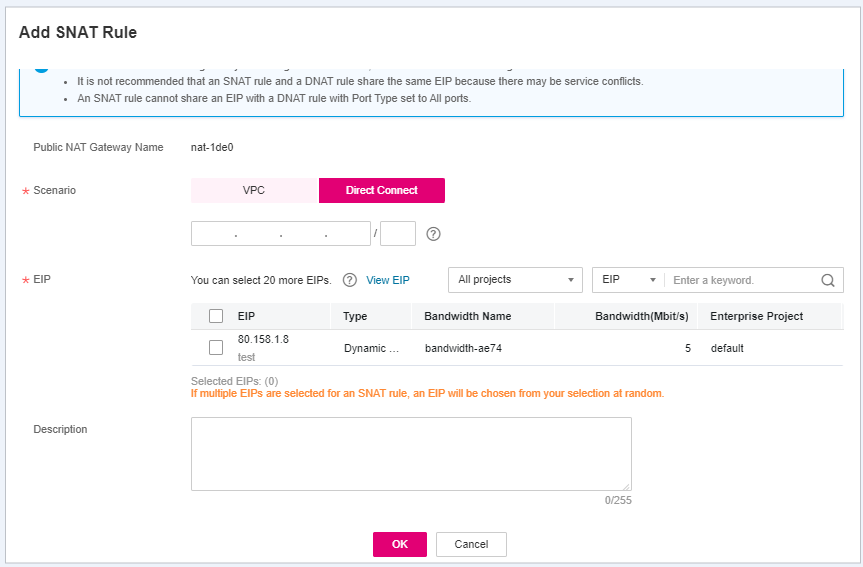 Add SNAT Rule
It is not recommended that an SNAT rule and a DNAT rule share the same EIP because there may be service conflicts.
An SNAT rule cannot share an EIP with a DNAT rule with Port Type set to All ports.
Public NAT Gateway Name nat-1de0
* Scenario VPC Direct Connect
. . . / ?
* EIP You can select 20 more EIPs. ? View EIP All projects EIP Enter a keyword.
EIP Type Bandwidth Name Bandwidth(Mbit/s) Enterprise Project
80.158.1.8
test Dynamic ... bandwidth-ae74 5 default
Selected EIPs: (0)
If multiple EIPs are selected for an SNAT rule, an EIP will be chosen from your selection at random.
Description
0/255
OK Cancel